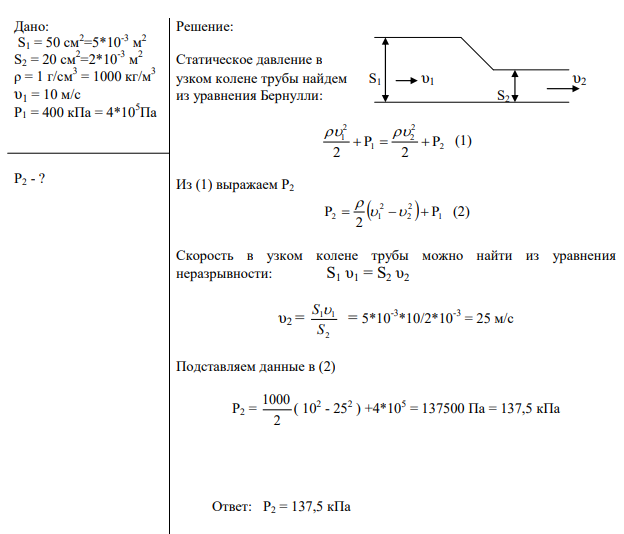 Дано:
S₁ = 50 см²=5*10⁻³ м²
S₂ = 20 см²=2*10⁻³ м²
ρ = 1 г/см³ = 1000 кг/м³
υ₁ = 10 м/с
P₁ = 400 кПа = 4*10⁵Па
P₂ - ?
Решение:
Статическое давление в
узком колене трубы найдем
из уравнения Бернулли:
S₁ υ₁ S₂ υ₂
ρυ₁²/2 + P₁ = ρυ₂²/2 + P₂ (1)
Из (1) выражаем P₂
P₂ = ρ/2 (υ₁² − υ₂²) + P₁ (2)
Скорость в узком колене трубы можно найти из уравнения
неразрывности: S₁ υ₁ = S₂ υ₂
υ₂ = S₁υ₁/S₂ = 5*10⁻³*10/2*10⁻³ = 25 м/с
Подставляем данные в (2)
P₂ = 1000/2 ( 10² - 25² ) +4*10⁵ = 137500 Па = 137,5 кПа
Ответ: P₂ = 137,5 кПа